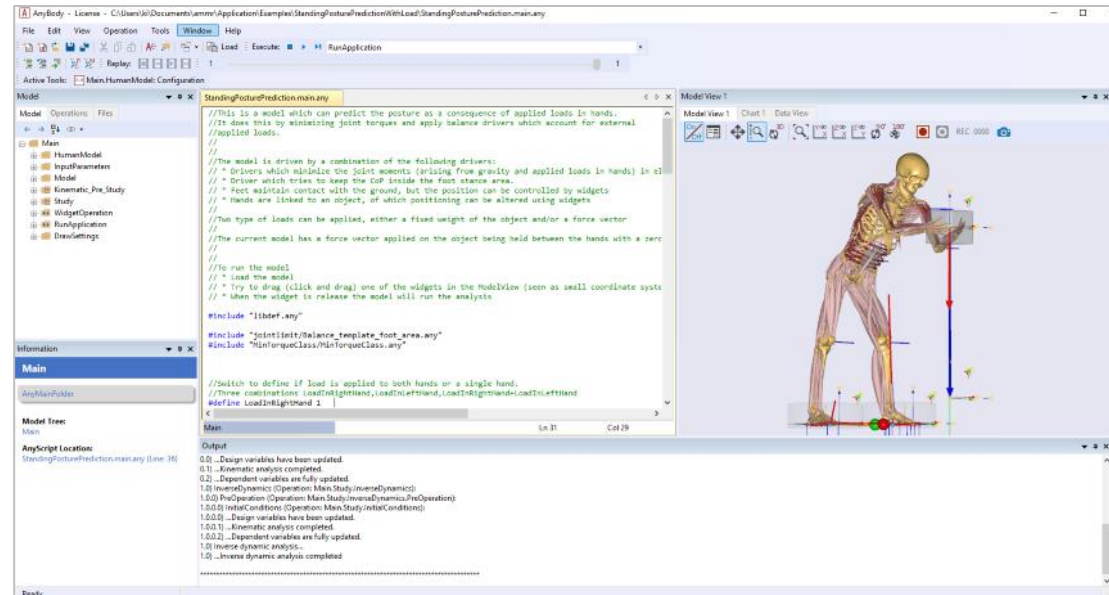 AnyBody - License - C:\Users\lo\Documents\ammr\Application\Examples\StandingPosturePredictionWithLoad\StandingPosturePrediction.main.any
File Edit View Operation Tools Window Help
Load Execute: RunApplication
Replay: 1 1
Active Tools: Main.HumanModel: Configuration
Model
Model Operations Files
Main
HumanModel
InputParameters
Model
Kinematic_Pre_Study
Study
WidgetOperation
RunApplication
DrawSettings
Information
Main
AnyMainFolder
Model Tree:
Main
AnyScript Location:
StandingPosturePrediction.main.any (Line: 36)
StandingPosturePrediction.main.any
//This is a model which can predict the posture as a consequence of applied loads in hands.
//It does this by minimizing joint torques and apply balance drivers which account for external
//applied loads.
//
//
//The model is driven by a combination of the following drivers:
// * Drivers which minimize the joint moments (arising from gravity and applied loads in hands) in el
// * Driver which tries to keep the CoP inside the foot stance area.
// * Feet maintain contact with the ground, but the position can be controlled by widgets
// * Hands are linked to an object, of which positioning can be altered using widgets
//
//Two type of loads can be applied, either a fixed weight of the object and/or a force vector
//
//The current model has a force vector applied on the object being held between the hands with a zero
//
//
//To run the model
// * Load the model
// * Try to drag (click and drag) one of the widgets in the ModelView (seen as small coordinate syste
// * When the widget is release the model will run the analysis
#include "libdef.any"
#include "jointlimit/Balance_template_foot_area.any"
#include "MinTorqueClass/MinTorqueClass.any"
//Switch to define if load is applied to both hands or a single hand.
//Three combinations LoadInRightHand,LoadInLeftHand,LoadInRightHand+LoadInLeftHand
#define LoadInRightHand 1
Main Ln 31 Col 29
Model View 1
Model View 1 Chart 1 Data View
REC 0000
Output
0.0) ...Design variables have been updated.
0.1) ...Kinematic analysis completed.
0.2) ...Dependent variables are fully updated.
1.0) InverseDynamics (Operation: Main.Study.InverseDynamics):
1.0.0) PreOperation (Operation: Main.Study.InverseDynamics.PreOperation):
1.0.0.0) InitialConditions (Operation: Main.Study.InitialConditions):
1.0.0.0) ...Design variables have been updated.
1.0.0.1) ...Kinematic analysis completed.
1.0.0.2) ...Dependent variables are fully updated.
1.0) Inverse dynamic analysis...
1.0) ...Inverse dynamic analysis completed
Ready